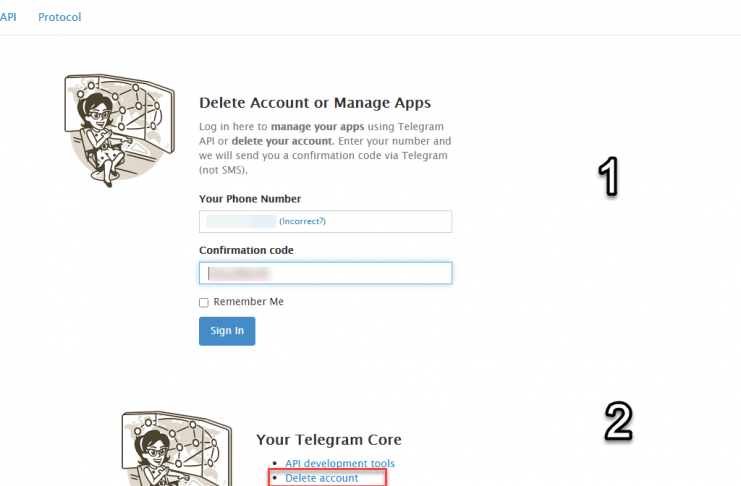 API Protocol
Delete Account or Manage Apps
Log in here to manage your apps using Telegram
API or delete your account. Enter your number and
we will send you a confirmation code via Telegram
(not SMS).
1
Your Phone Number
(Incorrect?)
Confirmation code
Remember Me
Sign In
2
Your Telegram Core
API development tools
Delete account